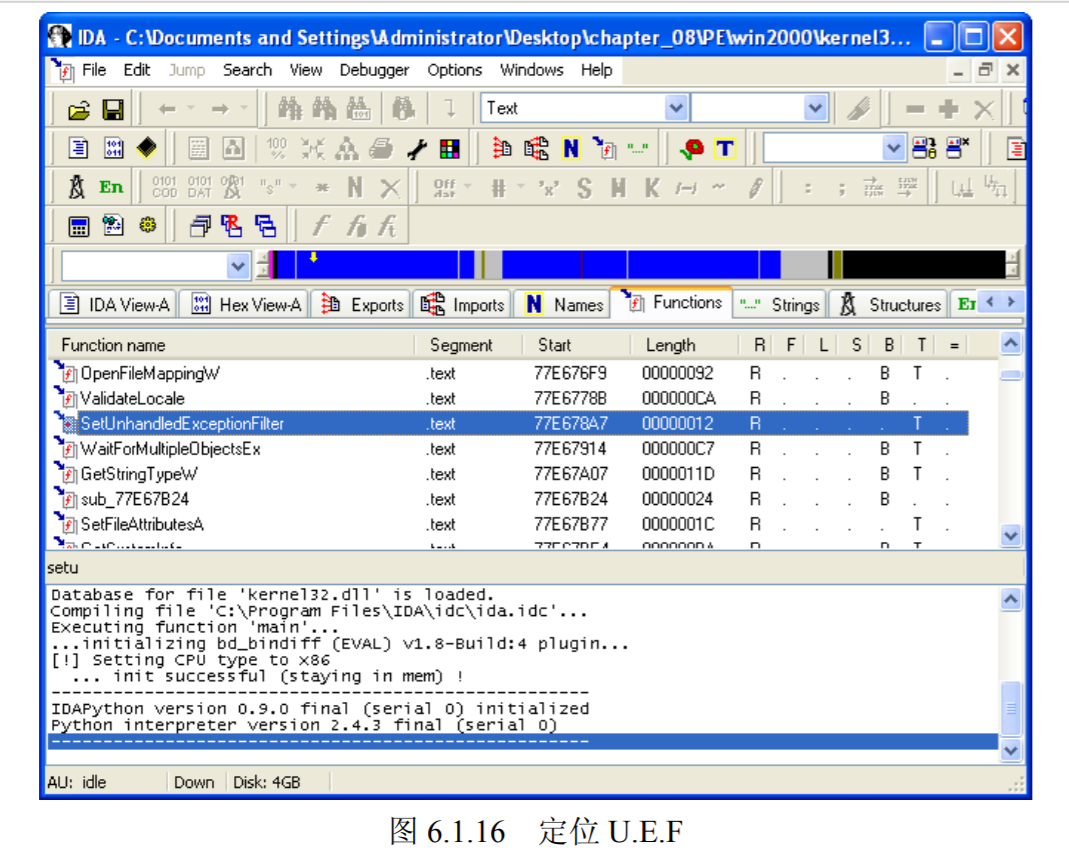 IDA - C:\Documents and Settings\Administrator\Desktop\chapter_08\PE\win2000\kernel3...
File Edit Jump Search View Debugger Options Windows Help
Text
En
IDA View-A Hex View-A Exports Imports N Names Functions Strings Structures
Function name Segment Start Length R F L S B T =
OpenFileMappingW .text 77E676F9 00000092 R . . . B T .
ValidateLocale .text 77E6778B 000000CA R . . . B . .
SetUnhandledExceptionFilter .text 77E678A7 00000012 R . . . . T .
WaitForMultipleObjectsEx .text 77E67914 000000C7 R . . . B T .
GetStringTypeW .text 77E67A07 0000011D R . . . B T .
sub_77E67B24 .text 77E67B24 00000024 R . . . B . .
SetFileAttributesA .text 77E67B77 0000001C R . . . . T .
setu
Database for file 'kernel32.dll' is loaded.
Compiling file 'C:\Program Files\IDA\idc\ida.idc'...
Executing function 'main'...
...initializing bd_bindiff (EVAL) v1.8-Build:4 plugin...
[!] Setting CPU type to x86
... init successful (staying in mem) !
IDAPython version 0.9.0 final (serial 0) initialized
Python interpreter version 2.4.3 final (serial 0)
AU: idle Down Disk: 4GB
图 6.1.16 定位 U.E.F